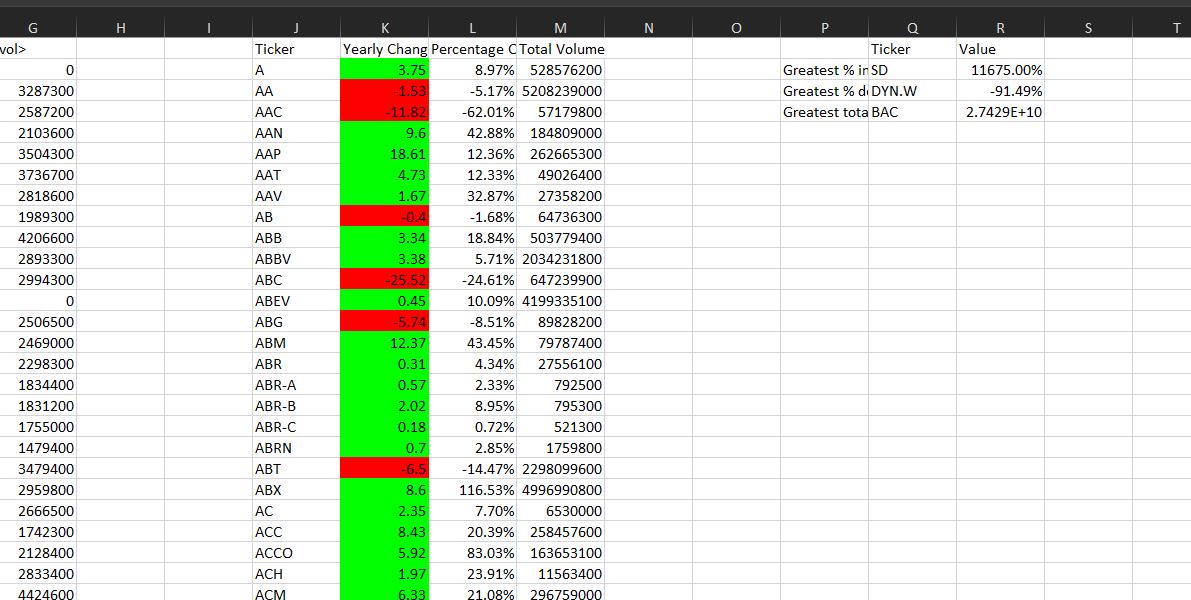 G H I J K L M N O P Q R S T
vol> Ticker Yearly Chang Percentage C Total Volume Ticker Value
0 A 3.75 8.97% 528576200 Greatest % in SD 11675.00%
3287300 AA -1.53 -5.17% 5208239000 Greatest % de DYN.W -91.49%
2587200 AAC -11.82 -62.01% 57179800 Greatest tota BAC 2.7429E+10
2103600 AAN 9.6 42.88% 184809000
3504300 AAP 18.61 12.36% 262665300
3736700 AAT 4.73 12.33% 49026400
2818600 AAV 1.67 32.87% 27358200
1989300 AB -0.4 -1.68% 64736300
4206600 ABB 3.34 18.84% 503779400
2893300 ABBV 3.38 5.71% 2034231800
2994300 ABC -25.52 -24.61% 647239900
0 ABEV 0.45 10.09% 4199335100
2506500 ABG -5.74 -8.51% 89828200
2469000 ABM 12.37 43.45% 79787400
2298300 ABR 0.31 4.34% 27556100
1834400 ABR-A 0.57 2.33% 792500
1831200 ABR-B 2.02 8.95% 795300
1755000 ABR-C 0.18 0.72% 521300
1479400 ABRN 0.7 2.85% 1759800
3479400 ABT -6.5 -14.47% 2298099600
2959800 ABX 8.6 116.53% 4996990800
2666500 AC 2.35 7.70% 6530000
1742300 ACC 8.43 20.39% 258457600
2128400 ACCO 5.92 83.03% 163653100
2833400 ACH 1.97 23.91% 11563400
4424600 ACM 6.33 21.08% 296759000